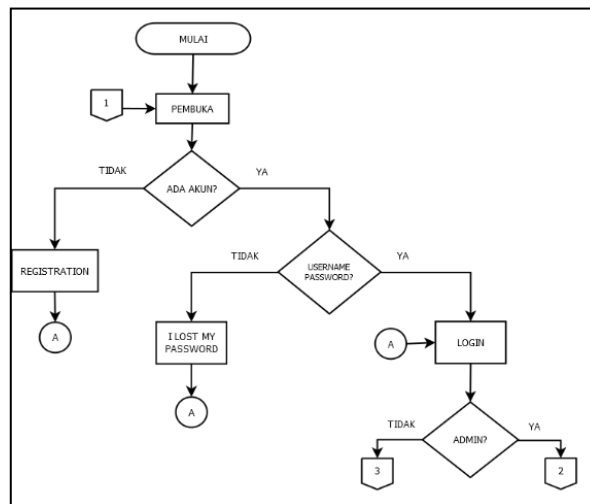 MULAI
1
PEMBUKA
TIDAK
YA
ADA AKUN?
TIDAK
YA
USERNAME
PASSWORD?
REGISTRATION
A
I LOST MY
PASSWORD
A
LOGIN
A
TIDAK
YA
ADMIN?
3
2